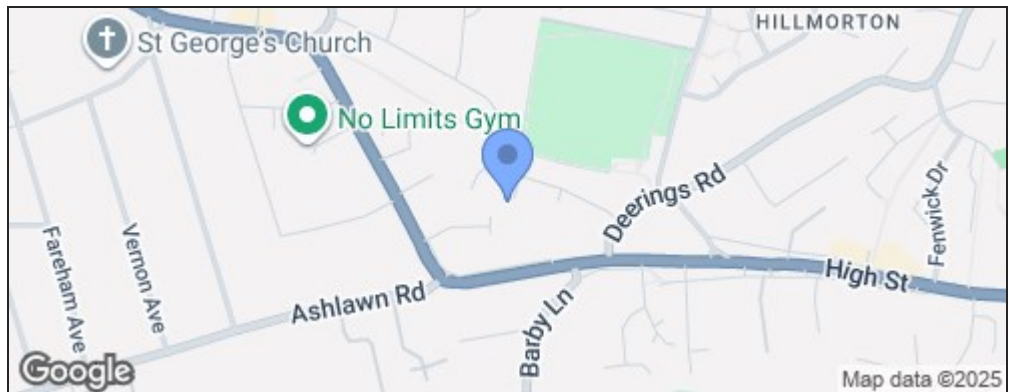 HILLMORTON
St George's Church
No Limits Gym
Deerings Rd
Fenwick Dr
Fareham Ave
Vernon Ave
High St
Ashlawn Rd
Barby Ln
Google
Map data ©2025